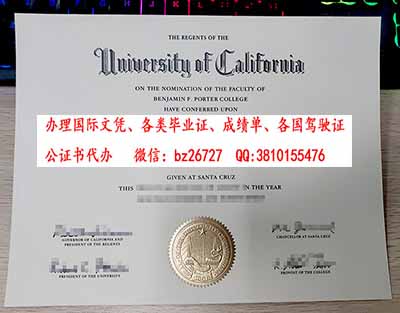 THE REGENTS OF THE
University of California
ON THE NOMINATION OF THE FACULTY OF
BENJAMIN F. PORTER COLLEGE
HAVE CONFERRED UPON
办理国际文凭、各类毕业证、成绩单、各国驾驶证
公证书代办 微信:bz26727 QQ:3810155476
GIVEN AT SANTA CRUZ
THIS IN THE YEAR
GOVERNOR OF CALIFORNIA AND
PRESIDENT OF THE REGENTS
CHANCELLOR AT SANTA CRUZ
PRESIDENT OF THE UNIVERSITY
PROVOST OF THE COLLEGE